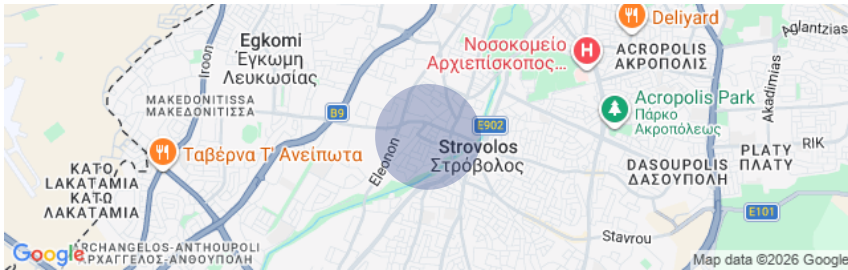 Deliyard
Aglantzias
Egkomi
Έγκωμη
Λευκωσίας
Iroon
Νοσοκομείο
Αρχιεπίσκοπος...
ACROPOLIS
ΑΚΡΟΠΟΛΙΣ
Akadimias
MAKEDONITISSA
ΜΑΚΕΔΟΝΙΤΙΣΣΑ
B9
E902
Acropolis Park
Πάρκο
Ακροπόλεως
Strovolos
Στρόβολος
Eleonon
Ταβέρνα Τ' Ανείπωτα
PLATY
ΠΛΑΤΥ
RIK
DASOUPOLIS
ΔΑΣΟΥΠΟΛΗ
ΚΑΤΟ
LAKATAMIA
ΚΑΤΩ
ΛΑΚΑΤΑΜΙΑ
E101
Stavrou
ARCHANGELOS-ANTHOUPOLI
ΑΡΧΑΓΓΕΛΟΣ-ΑΝΘΟΥΠΟΛΗ
Google
Map data ©2026 Google